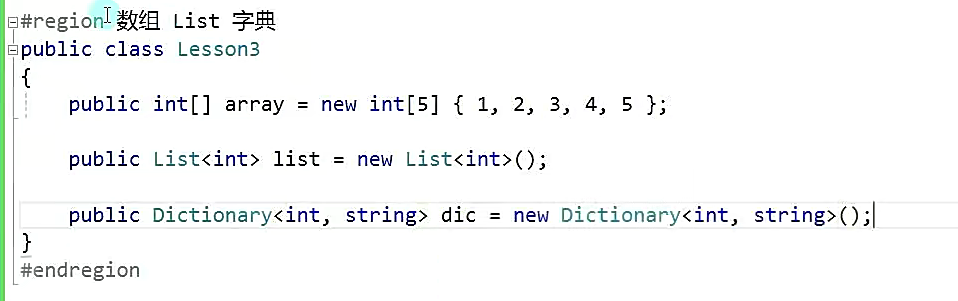 #region 数组 List 字典
public class Lesson3
{
public int[] array = new int[5] { 1, 2, 3, 4, 5 };
public List<int> list = new List<int>();
public Dictionary<int, string> dic = new Dictionary<int, string>();
}
#endregion